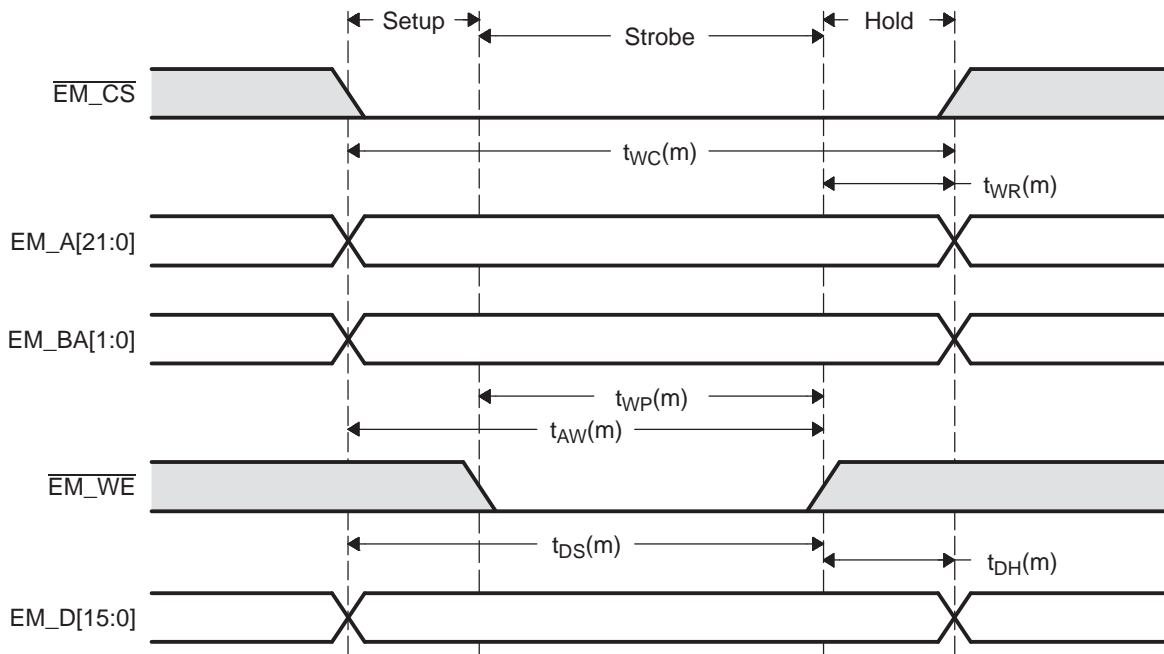 Setup Strobe Hold
EM_CS
tWC(m)
tWR(m)
EM_A[21:0]
EM_BA[1:0]
tWP(m)
tAW(m)
EM_WE
tDS(m)
tDH(m)
EM_D[15:0]